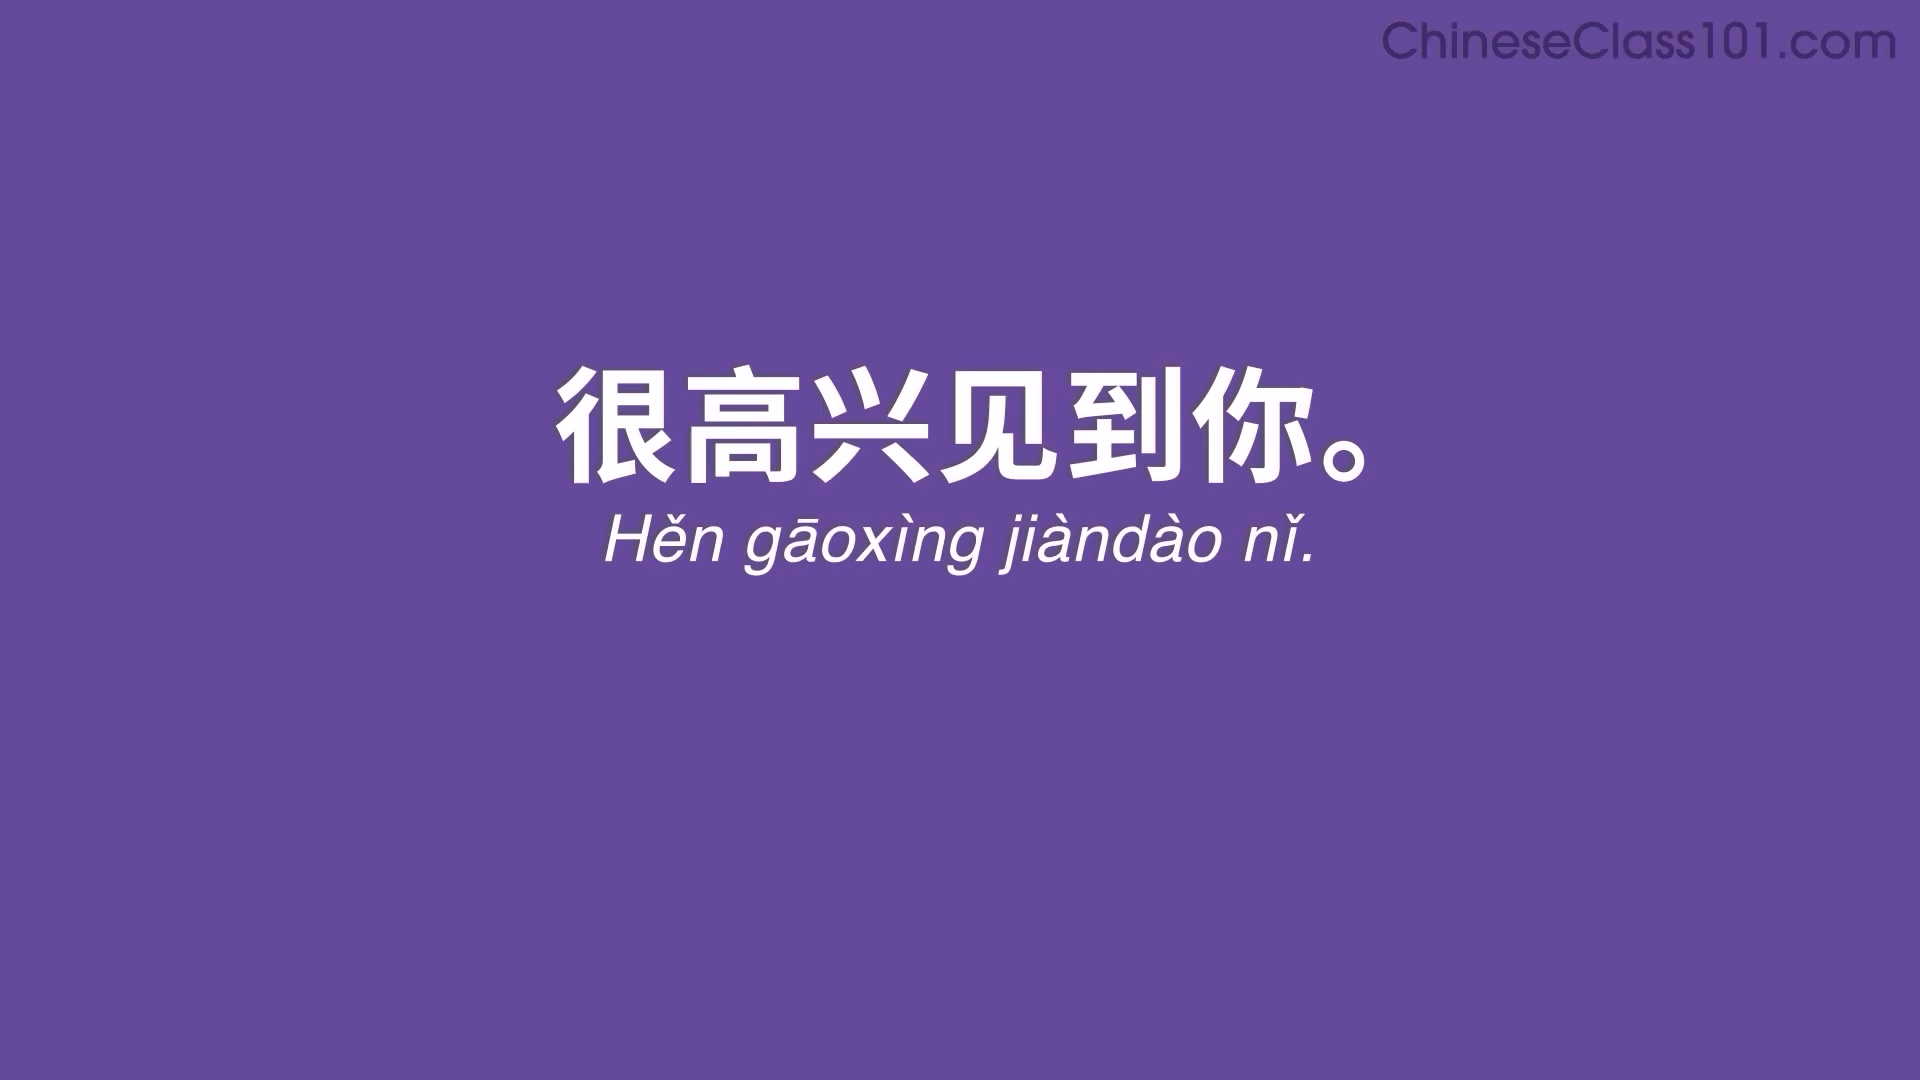 ChineseClass101.com
很高兴见到你。
Hěn gāoxìng jiàndào nǐ.